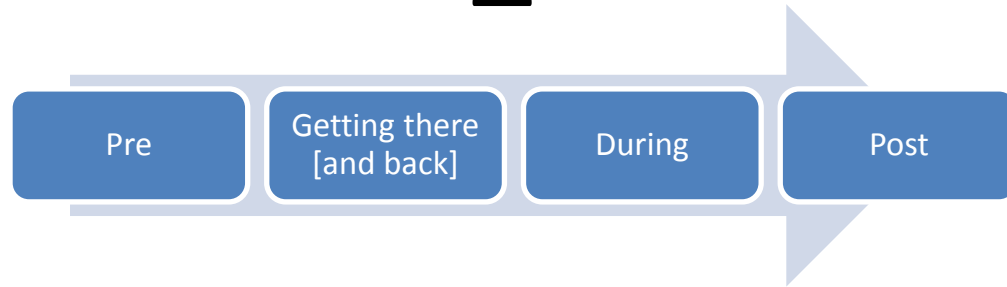 Pre
Getting there
[and back]
During
Post